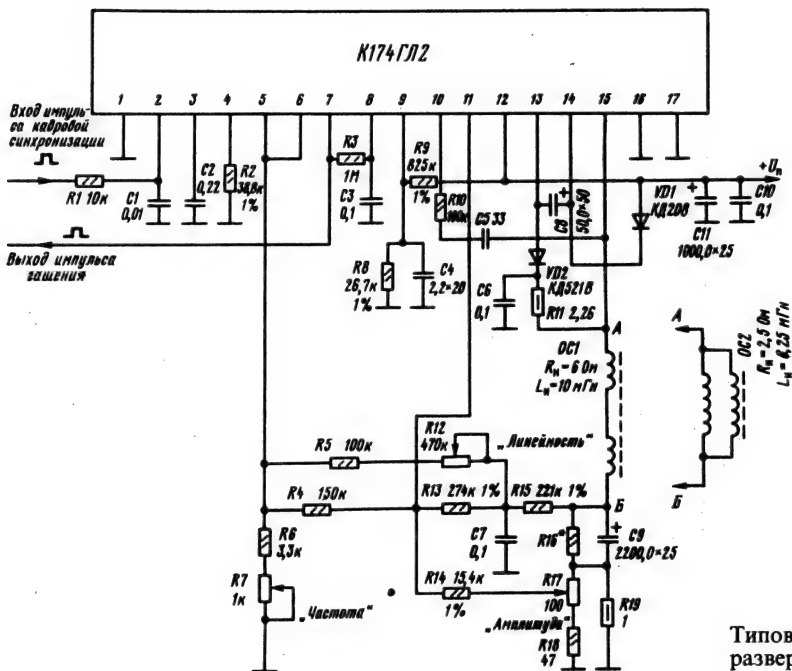 К174ГЛ2
1 2 3 4 5 6 7 8 9 10 11 12 13 14 15 16 17
Вход импуль-
са кадровой
синхронизации
R1 10к
C1
0,01
C2
0,22
R2
1%
R3
1М
C3
0,1
R9
825к
1%
R10
C5 33
C8
50,0×50
+Uп
VD1
КД208
C11
1000,0×25
C10
0,1
Выход импульса
гашения
R8
26,7к
1%
C4
2,2×20
C6
0,1
VD2
КД521В
R11 2,26
А
ОС1
Rн=6 Ом
Lн=10 мГн
А
Б
ОС2
Rн=2,5 Ом
Lн=6,25 мГн
R5 100к
R12
470к
„Линейность"
R4 150к
R13 274к 1%
R15 221к 1%
Б
R6
3,3к
C7
0,1
R16*
C9
2200,0×25
R7
1к
„Частота"
R14 15,4к
1%
R17
100
„Амплитуда"
R18
47
R19
1
Типов
развер